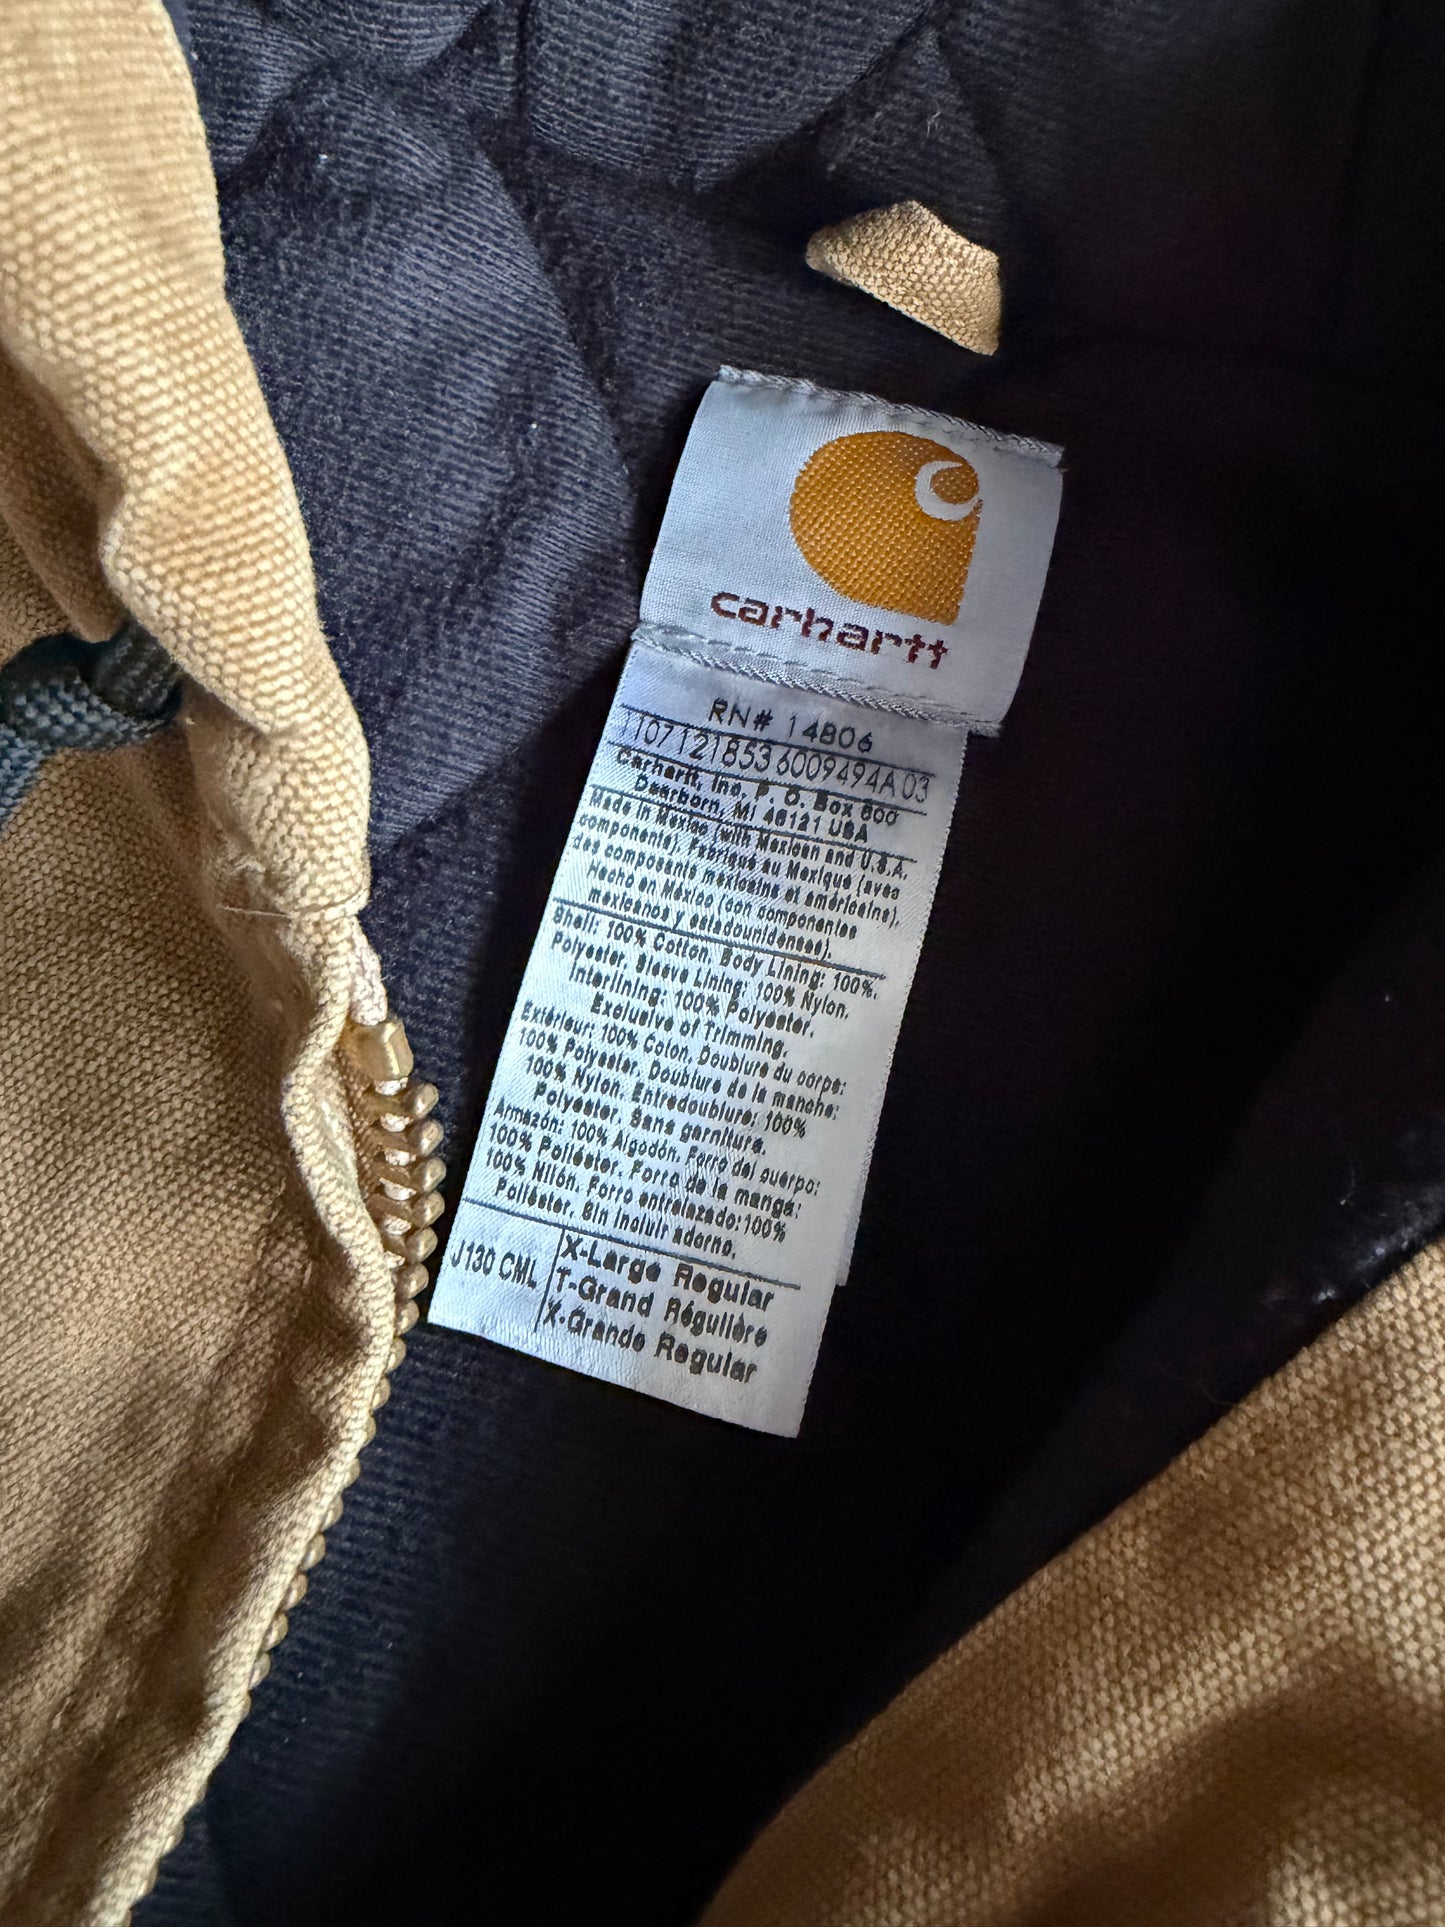 carhartt
RN# 14806
1107121853 6009494A 03
Carhartt, Inc, P. O. Box 600
Dearborn, MI 48121 USA
Made in Mexico (with Mexican and U.S.A.
components). Fabriqué au Mexique (avec
des composants mexicains et américains).
Hecho en México (con componentes
mexicanos y estadounidenses).
Shell: 100% Cotton, Body Lining: 100%.
Polyester, Sleeve Lining: 100% Nylon.
Interlining: 100% Polyester.
Exclusive of Trimming.
Extérieur: 100% Coton, Doublure du corps:
100% Polyester, Doublure de la manche:
100% Nylon, Entredoublure: 100%
Polyester. Sans garniture.
Armazón: 100% Algodón, Forro del cuerpo:
100% Poliéster. Forro de la manga:
100% Nilón. Forro entrelazado:100%
Poliéster. Sin incluir adorno.
J130 CML
X-Large Regular
T-Grand Régulière
X-Grande Regular